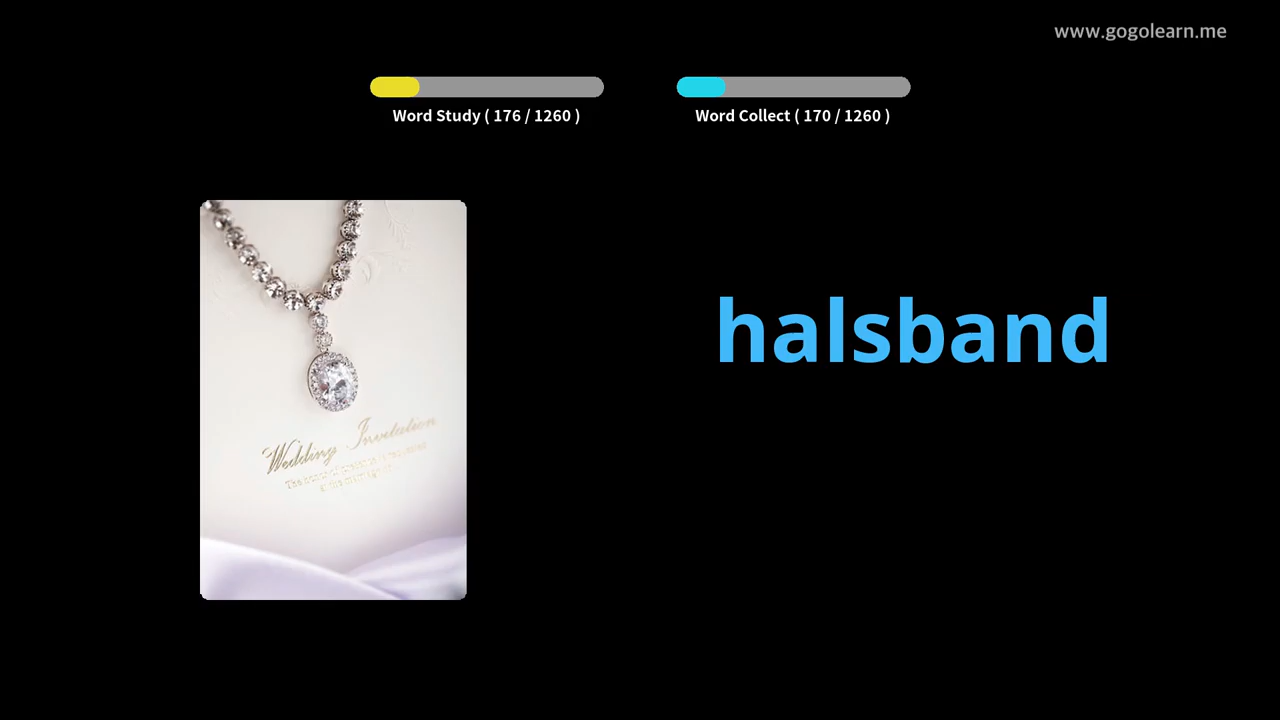 www.gogolearn.me
Word Study ( 176 / 1260 )
Word Collect ( 170 / 1260 )
halsband
Wedding Invitation